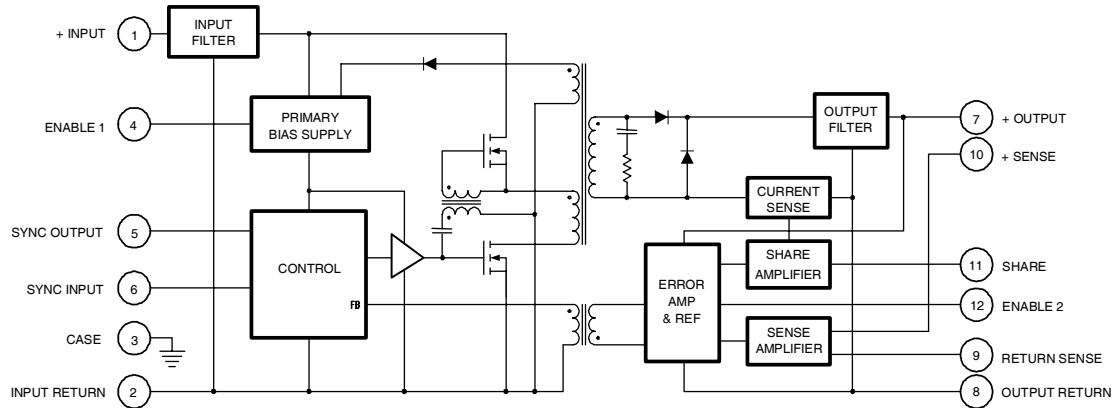 + INPUT
1
INPUT
FILTER
ENABLE 1
4
PRIMARY
BIAS SUPPLY
OUTPUT
FILTER
7
+ OUTPUT
10
+ SENSE
CURRENT
SENSE
SYNC OUTPUT
5
CONTROL
FB
SYNC INPUT
6
ERROR
AMP
& REF
SHARE
AMPLIFIER
11
SHARE
12
ENABLE 2
CASE
3
SENSE
AMPLIFIER
9
RETURN SENSE
INPUT RETURN
2
8
OUTPUT RETURN